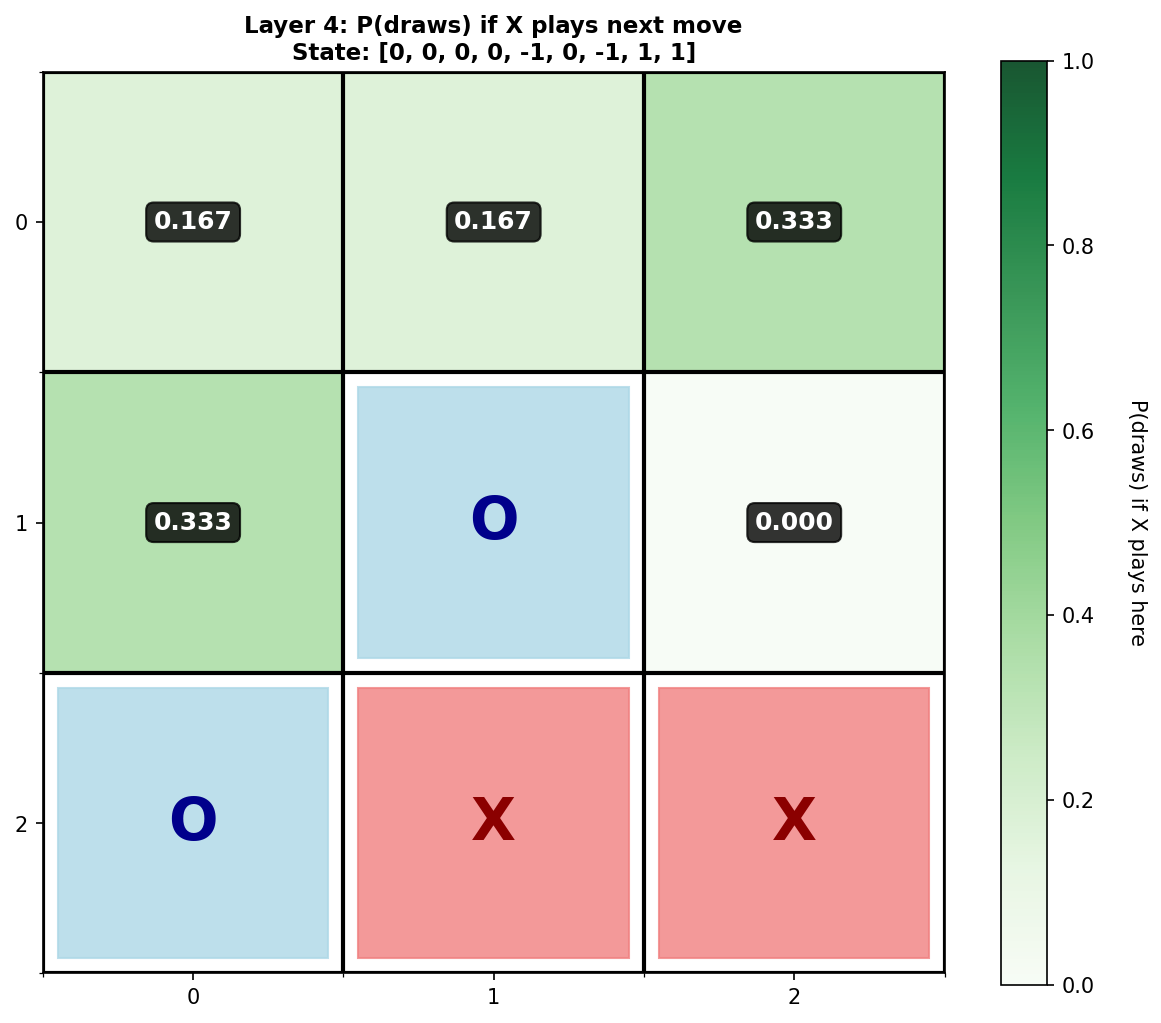 Layer 4: P(draws) if X plays next move
State: [0, 0, 0, 0, -1, 0, -1, 1, 1]
0.167 0.167 0.333
0.333 O 0.000
O X X
0
1
2
0 1 2
1.0
0.8
0.6
0.4
0.2
0.0
P(draws) if X plays here